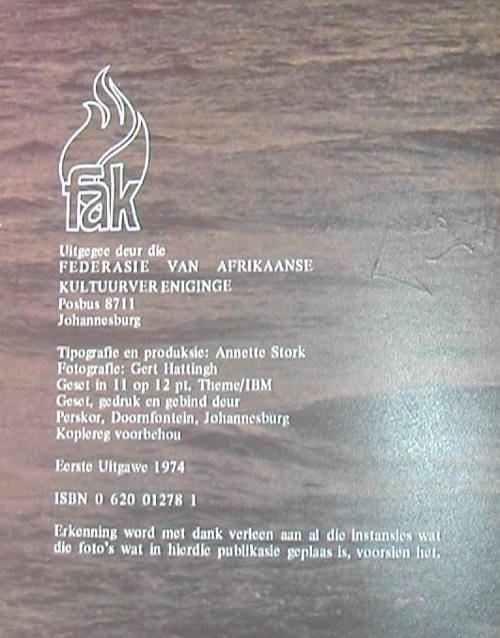 fak
Uitgegee deur die
FEDERASIE VAN AFRIKAANSE
KULTUURVERENIGINGE
Posbus 8711
Johannesburg
Tipografie en produksie: Annette Stork
Fotografie: Gert Hattingh
Geset in 11 op 12 pt. Theme/IBM
Geset, gedruk en gebind deur
Perskor, Doornfontein, Johannesburg
Kopiereg voorbehou
Eerste Uitgawe 1974
ISBN 0 620 01278 1
Erkenning word met dank verleen aan al die instansies wat
die foto's wat in hierdie publikasie geplaas is, voorsien het.